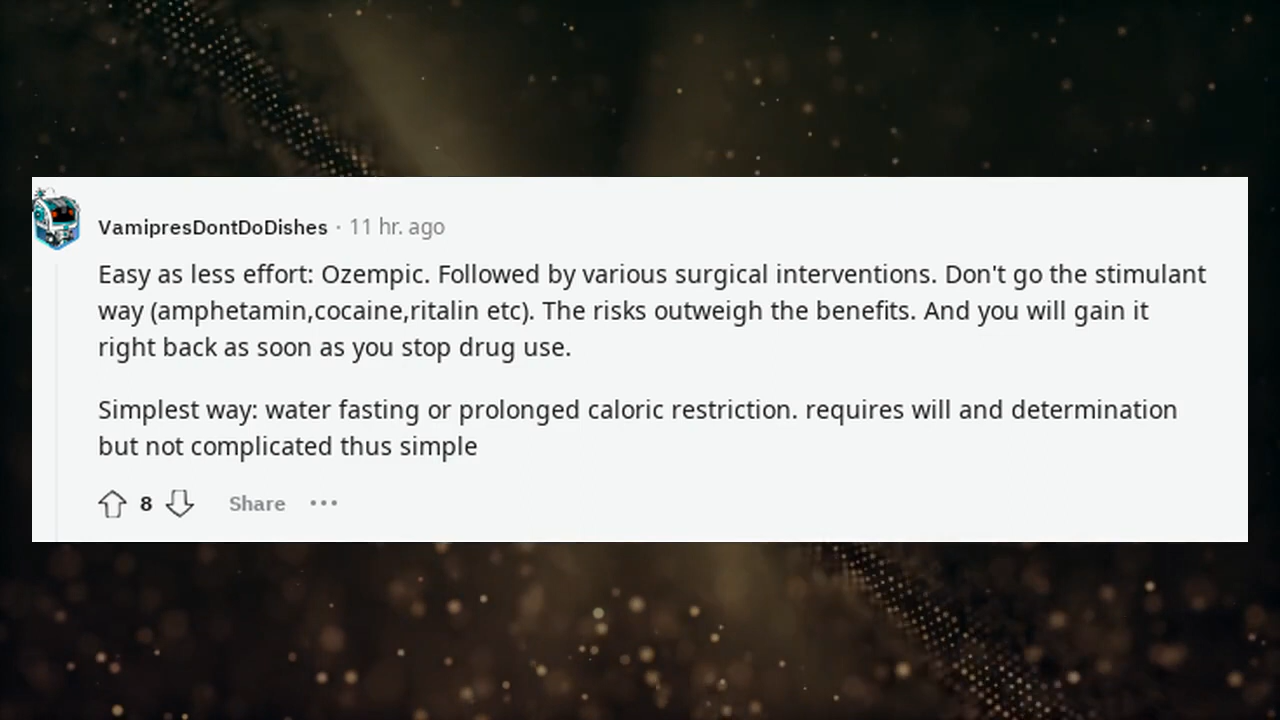 VamipresDontDoDishes · 11 hr. ago
Easy as less effort: Ozempic. Followed by various surgical interventions. Don't go the stimulant
way (amphetamin,cocaine,ritalin etc). The risks outweigh the benefits. And you will gain it
right back as soon as you stop drug use.
Simplest way: water fasting or prolonged caloric restriction. requires will and determination
but not complicated thus simple
8 Share